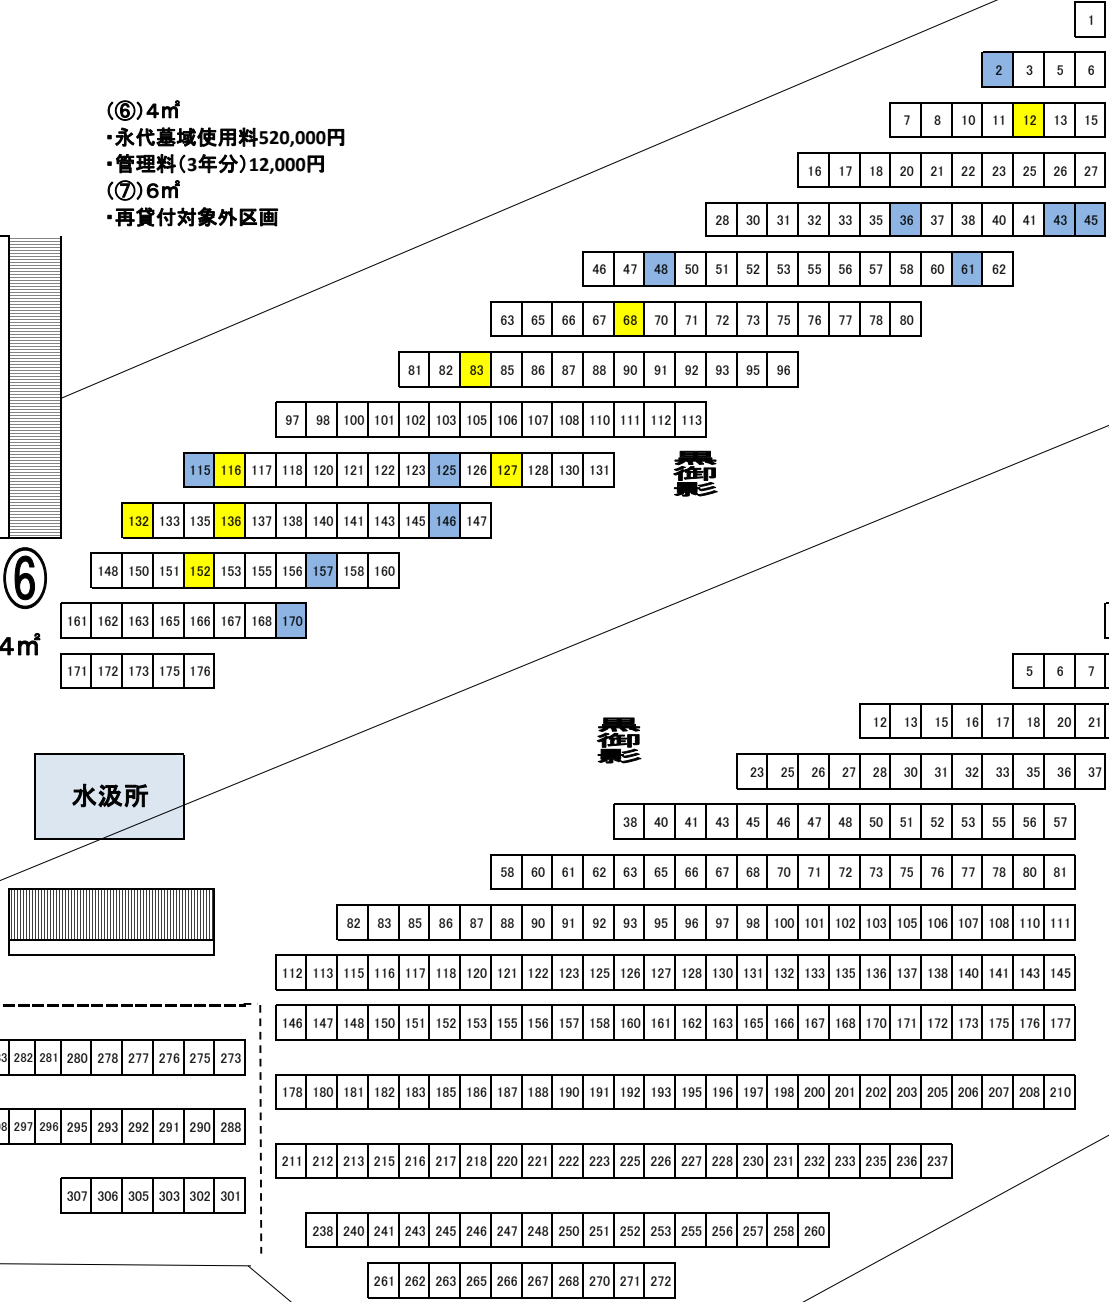 1
2 3 5 6
(⑥)4㎡
・永代墓域使用料520,000円
7 8 10 11 12 13 15
・管理料(3年分)12,000円
16 17 18 20 21 22 23 25 26 27
(⑦)6㎡
・再貸付対象外区画
28 30 31 32 33 35 36 37 38 40 41 43 45
46 47 48 50 51 52 53 55 56 57 58 60 61 62
63 65 66 67 68 70 71 72 73 75 76 77 78 80
81 82 83 85 86 87 88 90 91 92 93 95 96
97 98 100 101 102 103 105 106 107 108 110 111 112 113
115 116 117 118 120 121 122 123 125 126 127 128 130 131
黒御影
132 133 135 136 137 138 140 141 143 145 146 147
148 150 151 152 153 155 156 157 158 160
⑥
161 162 163 165 166 167 168 170
4㎡
171 172 173 175 176
5 6 7
12 13 15 16 17 18 20 21
黒御影
23 25 26 27 28 30 31 32 33 35 36 37
水汲所
38 40 41 43 45 46 47 48 50 51 52 53 55 56 57
58 60 61 62 63 65 66 67 68 70 71 72 73 75 76 77 78 80 81
82 83 85 86 87 88 90 91 92 93 95 96 97 98 100 101 102 103 105 106 107 108 110 111
112 113 115 116 117 118 120 121 122 123 125 126 127 128 130 131 132 133 135 136 137 138 140 141 143 145
146 147 148 150 151 152 153 155 156 157 158 160 161 162 163 165 166 167 168 170 171 172 173 175 176 177
282 281 280 278 277 276 275 273
178 180 181 182 183 185 186 187 188 190 191 192 193 195 196 197 198 200 201 202 203 205 206 207 208 210
297 296 295 293 292 291 290 288
211 212 213 215 216 217 218 220 221 222 223 225 226 227 228 230 231 232 233 235 236 237
307 306 305 303 302 301
238 240 241 243 245 246 247 248 250 251 252 253 255 256 257 258 260
261 262 263 265 266 267 268 270 271 272